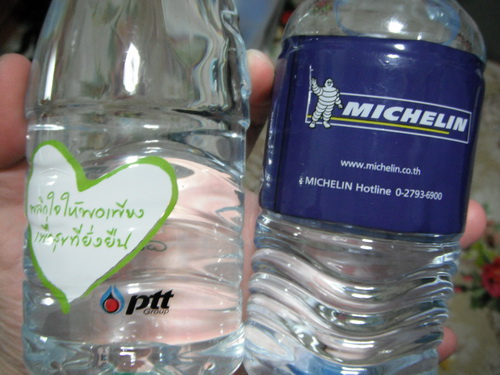 พลิกใจให้พอเพียง
เพื่อสุขที่ยั่งยืน
ptt
Group
MICHELIN
www.michelin.co.th
MICHELIN Hotline 0-2793-6900